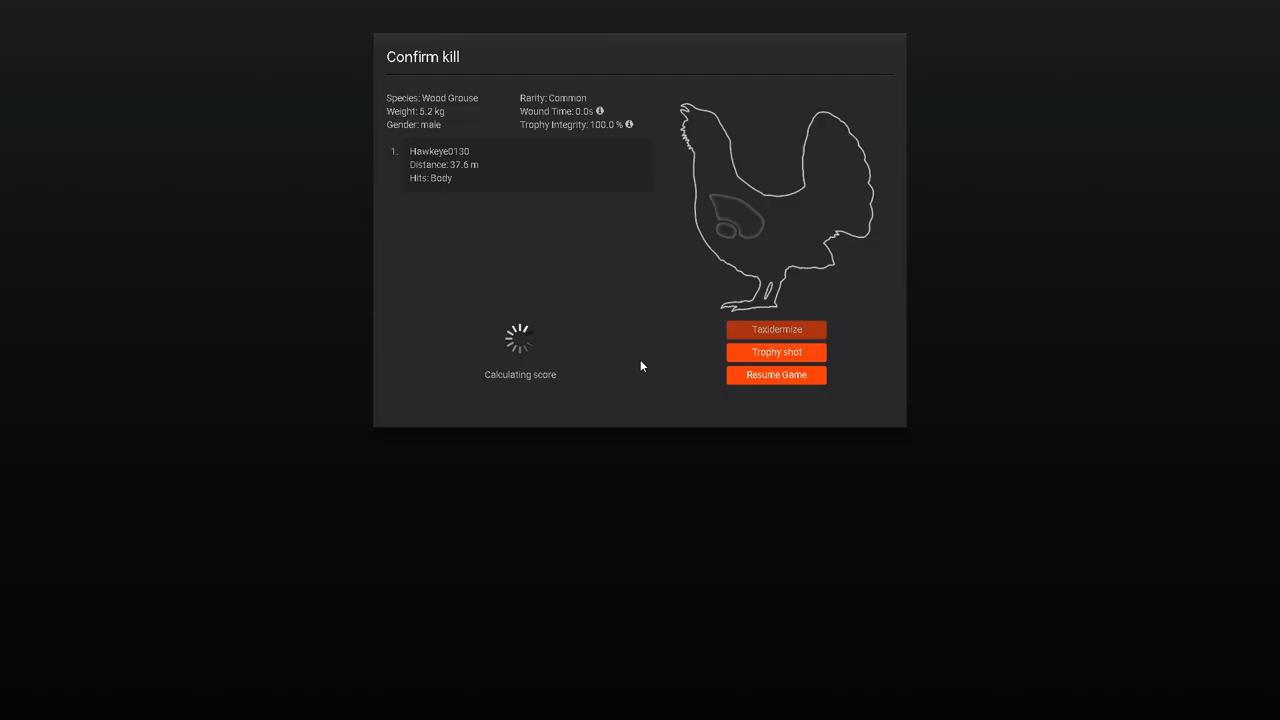 Confirm kill
Species: Wood Grouse
Weight: 5.2 kg
Gender: male
Rarity: Common
Wound Time: 0.0s
Trophy Integrity: 100.0 %
1. Hawkeye0130
Distance: 37.6 m
Hits: Body
Calculating score
Taxidermize
Trophy shot
Resume Game